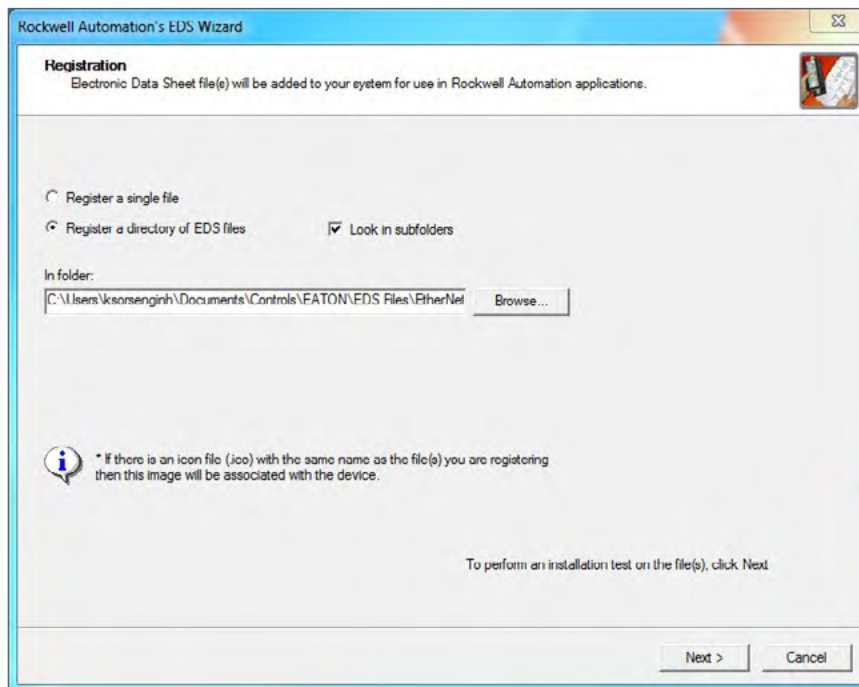 Rockwell Automation's EDS Wizard
Registration
Electronic Data Sheet file(s) will be added to your system for use in Rockwell Automation applications.
Register a single file
Register a directory of EDS files Look in subfolders
In folder:
C:\Users\ksorsenginh\Documents\Controls\EATON\EDS Files\EtherNet Browse...
* If there is an icon file (.ico) with the same name as the file(s) you are registering
then this image will be associated with the device.
To perform an installation test on the file(s), click Next
Next > Cancel